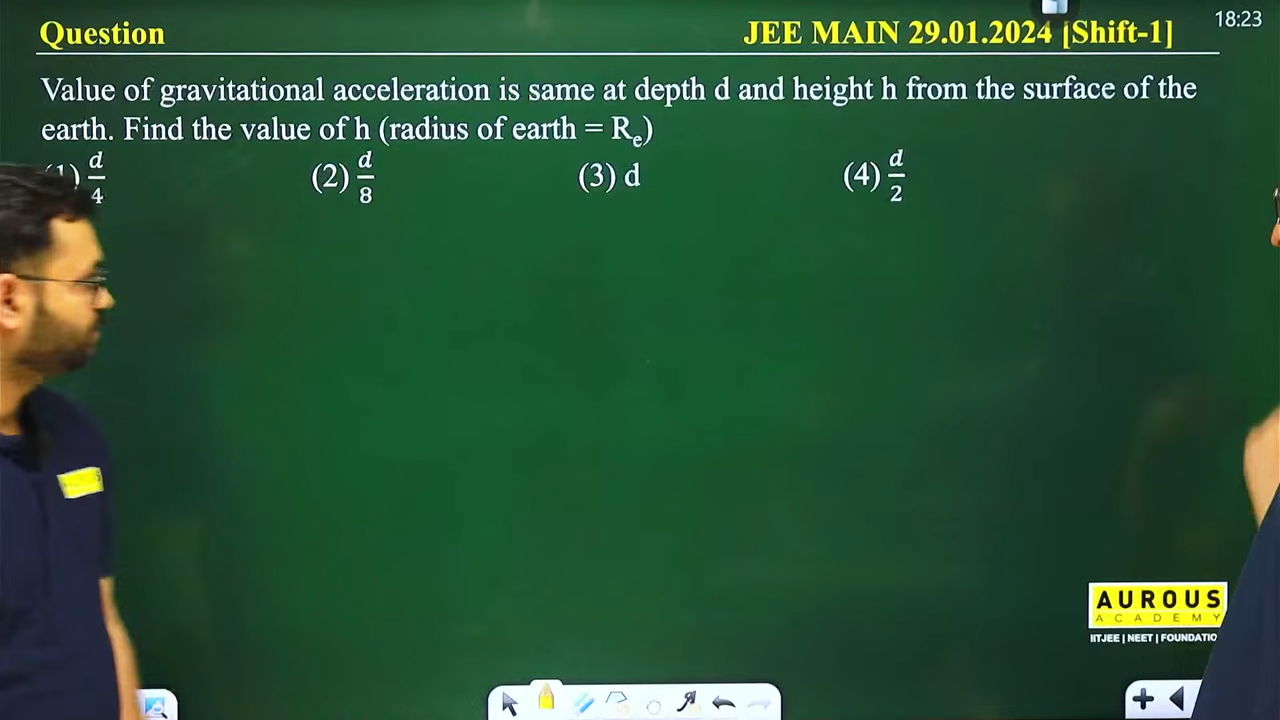 18:23
Question JEE MAIN 29.01.2024 [Shift-1]
Value of gravitational acceleration is same at depth d and height h from the surface of the
earth. Find the value of h (radius of earth = Rₑ)
(1) d/4 (2) d/8 (3) d (4) d/2
AUROUS
ACADEMY
IITJEE | NEET | FOUNDATIO